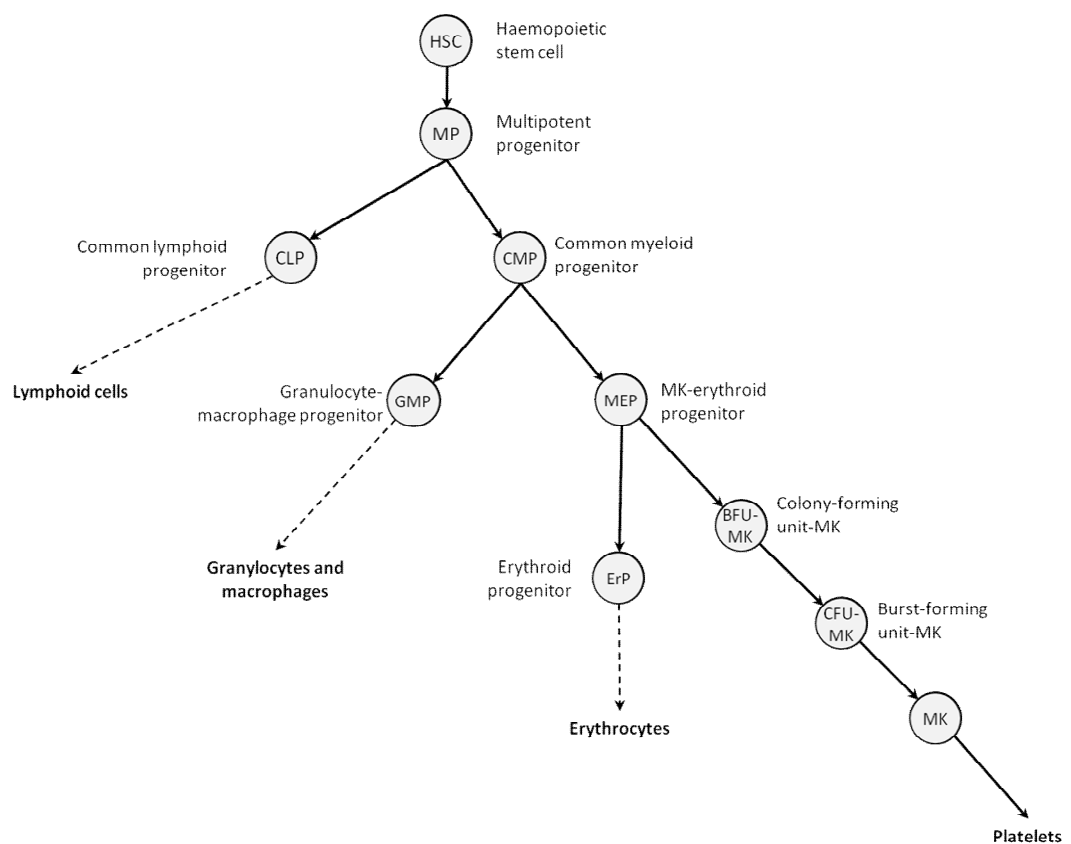 HSC
Haemopoietic
stem cell
MP
Multipotent
progenitor
Common lymphoid
progenitor
CLP
CMP
Common myeloid
progenitor
Lymphoid cells
Granulocyte-
macrophage progenitor
GMP
MEP
MK-erythroid
progenitor
BFU-
MK
Colony-forming
unit-MK
Granylocytes and
macrophages
Erythroid
progenitor
ErP
CFU-
MK
Burst-forming
unit-MK
MK
Erythrocytes
Platelets